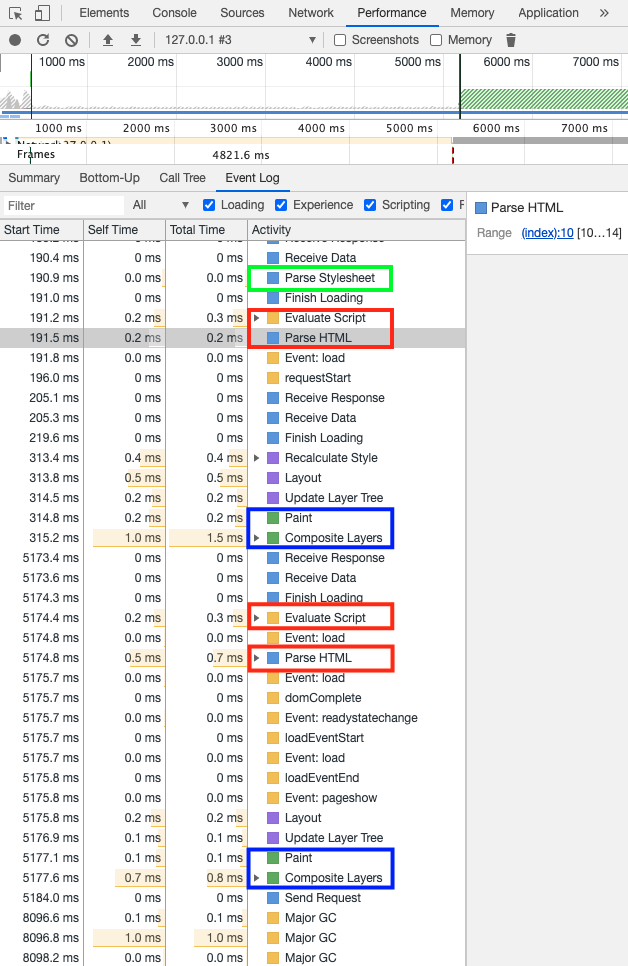 Elements Console Sources Network Performance Memory Application »
127.0.0.1 #3 ▼ Screenshots Memory
1000 ms 2000 ms 3000 ms 4000 ms 5000 ms 6000 ms 7000 ms
1000 ms 2000 ms 3000 ms 4000 ms 5000 ms 6000 ms 7000 ms
Frames 4821.6 ms
Summary Bottom-Up Call Tree Event Log
Filter All ▼ Loading Experience Scripting
Parse HTML
Range (index):10 [10…14]
Start Time Self Time Total Time Activity
Receive Response
190.4 ms 0 ms 0 ms Receive Data
190.9 ms 0.0 ms 0.0 ms Parse Stylesheet
191.0 ms 0 ms 0 ms Finish Loading
191.2 ms 0.2 ms 0.3 ms Evaluate Script
191.5 ms 0.2 ms 0.2 ms Parse HTML
191.8 ms 0.0 ms 0.0 ms Event: load
196.0 ms 0 ms 0 ms requestStart
205.1 ms 0 ms 0 ms Receive Response
205.3 ms 0 ms 0 ms Receive Data
219.6 ms 0 ms 0 ms Finish Loading
313.4 ms 0.4 ms 0.4 ms Recalculate Style
313.8 ms 0.5 ms 0.5 ms Layout
314.5 ms 0.2 ms 0.2 ms Update Layer Tree
314.8 ms 0.2 ms 0.2 ms Paint
315.2 ms 1.0 ms 1.5 ms Composite Layers
5173.4 ms 0 ms 0 ms Receive Response
5173.6 ms 0 ms 0 ms Receive Data
5174.3 ms 0 ms 0 ms Finish Loading
5174.4 ms 0.2 ms 0.3 ms Evaluate Script
5174.8 ms 0.0 ms 0.0 ms Event: load
5174.8 ms 0.5 ms 0.7 ms Parse HTML
5175.7 ms 0.0 ms 0.0 ms Event: load
5175.7 ms 0 ms 0 ms domComplete
5175.7 ms 0.0 ms 0.0 ms Event: readystatechange
5175.7 ms 0 ms 0 ms loadEventStart
5175.7 ms 0.0 ms 0.0 ms Event: load
5175.8 ms 0 ms 0 ms loadEventEnd
5175.8 ms 0.0 ms 0.0 ms Event: pageshow
5175.8 ms 0.2 ms 0.2 ms Layout
5176.9 ms 0.1 ms 0.1 ms Update Layer Tree
5177.1 ms 0.1 ms 0.1 ms Paint
5177.6 ms 0.7 ms 0.8 ms Composite Layers
5184.0 ms 0 ms 0 ms Send Request
8096.6 ms 0.1 ms 0.1 ms Major GC
8096.8 ms 1.0 ms 1.0 ms Major GC
8098.2 ms 0.0 ms 0.0 ms Major GC